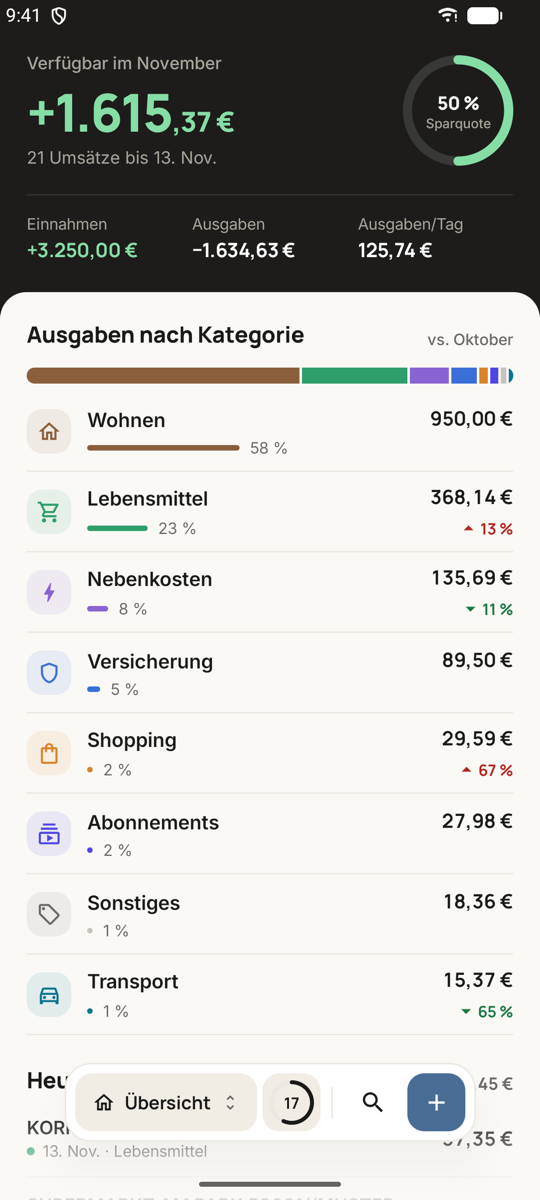 9:41
Verfügbar im November
+1.615,37 €
21 Umsätze bis 13. Nov.
50 %
Sparquote
Einnahmen Ausgaben Ausgaben/Tag
+3.250,00 € −1.634,63 € 125,74 €
Ausgaben nach Kategorie vs. Oktober
Wohnen 950,00 €
58 %
Lebensmittel 368,14 €
23 % 13 %
Nebenkosten 135,69 €
8 % 11 %
Versicherung 89,50 €
5 %
Shopping 29,59 €
2 % 67 %
Abonnements 27,98 €
2 %
Sonstiges 18,36 €
1 %
Transport 15,37 €
1 % 65 %
45 €
Übersicht 17
13. Nov. · Lebensmittel